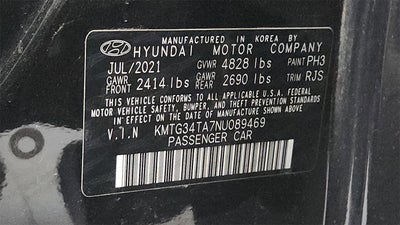 MANUFACTURED IN KOREA BY
HYUNDAI MOTOR COMPANY
JUL/2021 GVWR 4828 lbs PAINT PH3
GAWR FRONT 2414 lbs GAWR REAR 2690 lbs TRIM RJS
THIS VEHICLE CONFORMS TO ALL APPLICABLE U.S.A. FEDERAL
MOTOR VEHICLE SAFETY, BUMPER, AND THEFT PREVENTION
STANDARDS IN EFFECT ON THE DATE OF MANUFACTURE SHOWN ABOVE.
V.I.N KMTG34TA7NU089469
PASSENGER CAR